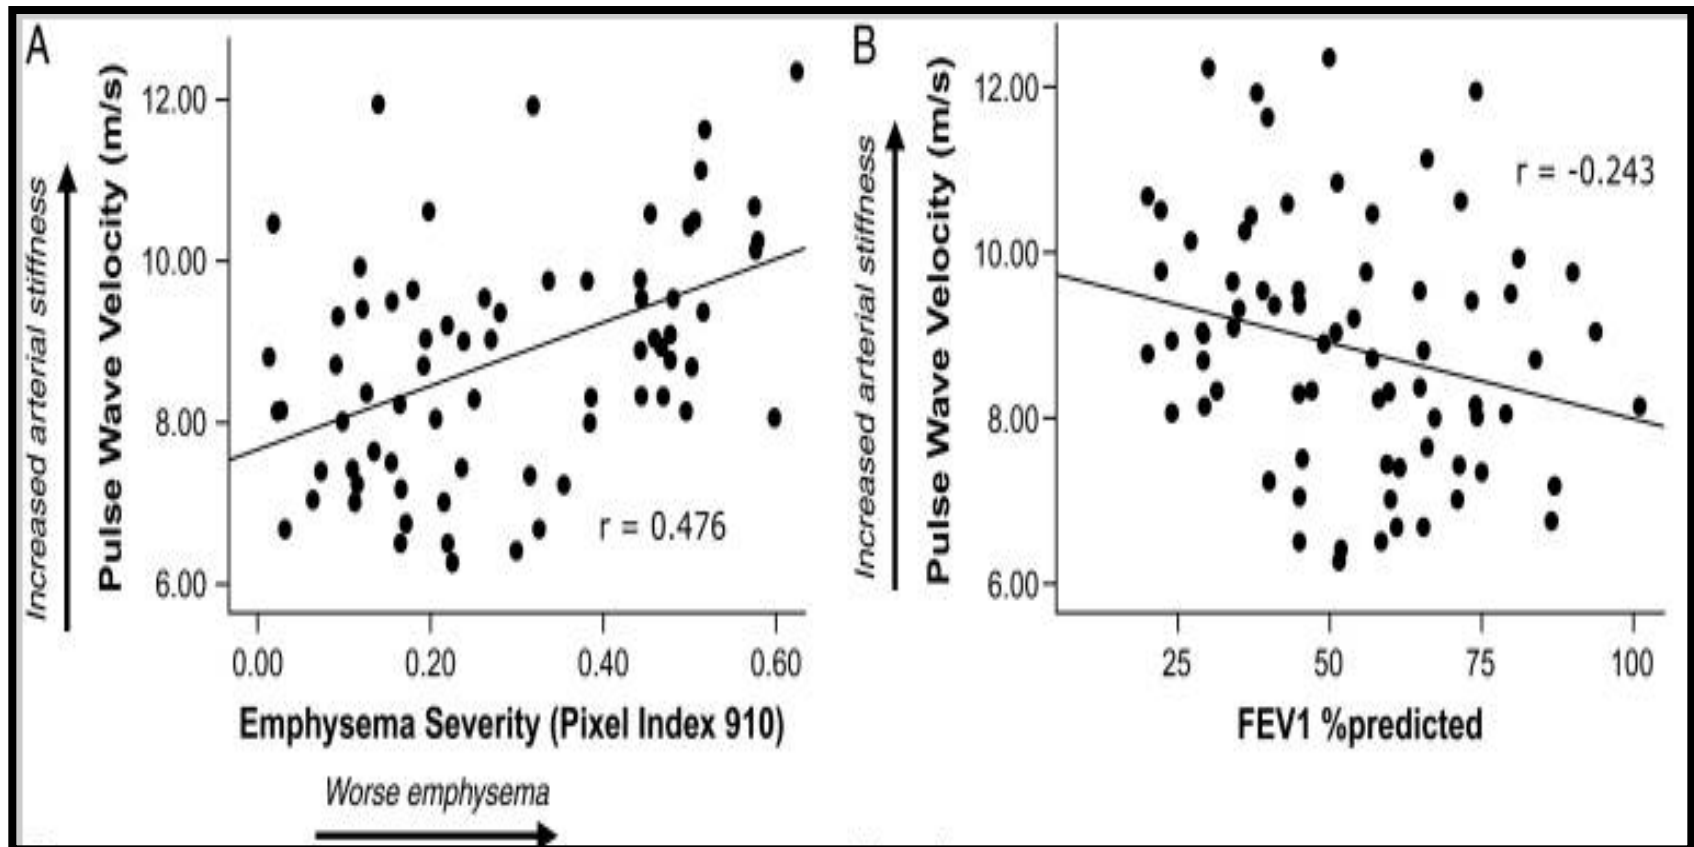 A
Increased arterial stiffness
Pulse Wave Velocity (m/s)
12.00
10.00
8.00
6.00
r = 0.476
0.00 0.20 0.40 0.60
Emphysema Severity (Pixel Index 910)
Worse emphysema
B
Increased arterial stiffness
Pulse Wave Velocity (m/s)
12.00
10.00
8.00
6.00
r = -0.243
25 50 75 100
FEV1 %predicted